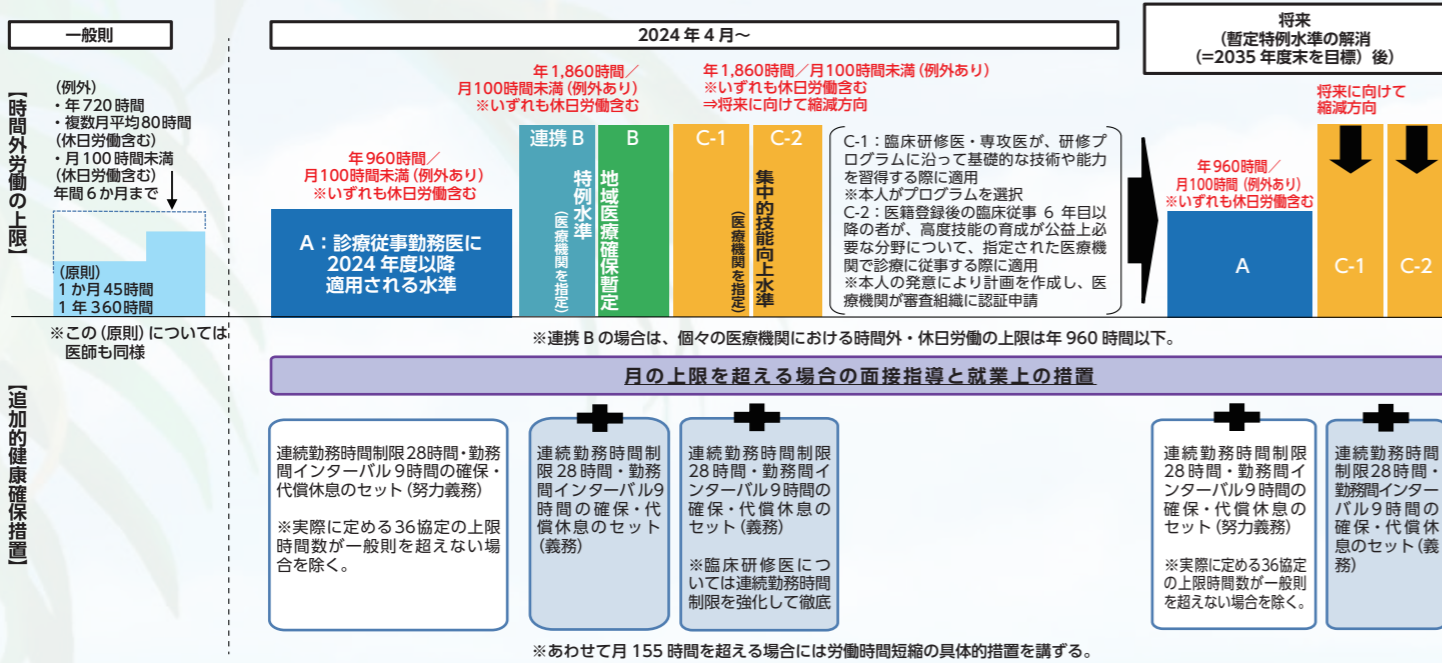 一般則
2024年4月～
将来
(暫定特例水準の解消
(=2035年度末を目標)後)
【時間外労働の上限】
(例外)
・年720時間
・複数月平均80時間
(休日労働含む)
・月100時間未満
(休日労働含む)
年間6か月まで
(原則)
1か月45時間
1年360時間
※この(原則)については
医師も同様
年960時間／
月100時間未満(例外あり)
※いずれも休日労働含む
A：診療従事勤務医に
2024年度以降
適用される水準
年1,860時間／
月100時間未満(例外あり)
※いずれも休日労働含む
連携B
B
地域医療確保暫定
特例水準
(医療機関を指定)
年1,860時間／月100時間未満(例外あり)
※いずれも休日労働含む
⇒将来に向けて縮減方向
C-1
C-2
集中的技能向上水準
(医療機関を指定)
C-1：臨床研修医・専攻医が、研修プ
ログラムに沿って基礎的な技術や能力
を習得する際に適用
※本人がプログラムを選択
C-2：医籍登録後の臨床従事 6 年目以
降の者が、高度技能の育成が公益上必
要な分野について、指定された医療機
関で診療に従事する際に適用
※本人の発意により計画を作成し、医
療機関が審査組織に認証申請
年960時間／
月100時間(例外あり)
※いずれも休日労働含む
A
将来に向けて
縮減方向
C-1
C-2
※連携Bの場合は、個々の医療機関における時間外・休日労働の上限は年960時間以下。
【追加的健康確保措置】
月の上限を超える場合の面接指導と就業上の措置
連続勤務時間制限28時間・勤務
間インターバル9時間の確保・
代償休息のセット(努力義務)
※実際に定める36協定の上限
時間数が一般則を超えない場
合を除く。
連続勤務時間制
限28時間・勤務
間インターバル9
時間の確保・代
償休息のセット
(義務)
連続勤務時間制限
28時間・勤務間イ
ンターバル9時間の
確保・代償休息の
セット(義務)
※臨床研修医につ
いては連続勤務時間
制限を強化して徹底
連続勤務時間制限
28時間・勤務間イ
ンターバル9時間の
確保・代償休息の
セット(努力義務)
※実際に定める36協定
の上限時間数が一般則
を超えない場合を除く。
連続勤務時間
制限28時間・
勤務間インター
バル9時間の
確保・代償休
息のセット(義
務)
※あわせて月155時間を超える場合には労働時間短縮の具体的措置を講ずる。